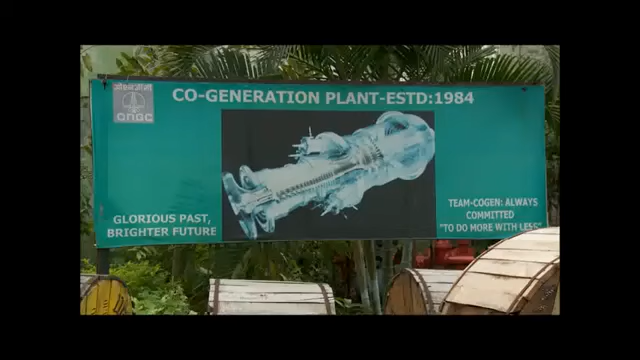 ओएनजीसी
ONGC
CO-GENERATION PLANT-ESTD:1984
GLORIOUS PAST,
BRIGHTER FUTURE
TEAM-COGEN: ALWAYS
COMMITTED
"TO DO MORE WITH LESS"